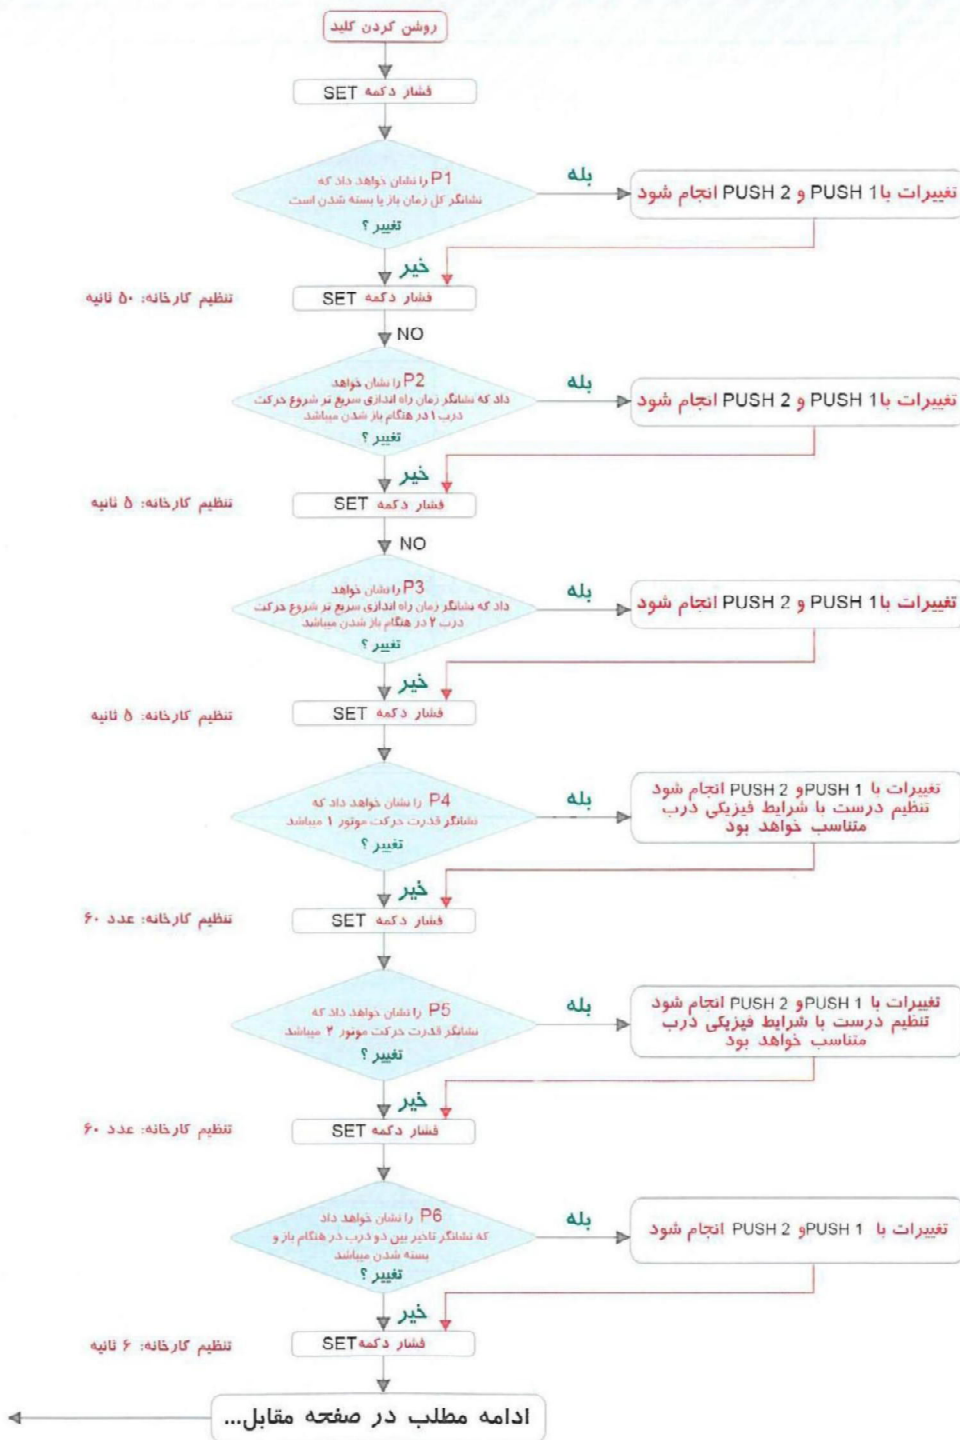 روشن کردن کلید
فشار دکمه SET
P1 را نشان خواهد داد که
نشانگر کل زمان باز یا بسته شدن است
تغییر ؟
بله
تغییرات با PUSH 1 و PUSH 2 انجام شود
خیر
فشار دکمه SET
تنظیم کارخانه: ۵۰ ثانیه
NO
P2 را نشان خواهد
داد که نشانگر زمان راه اندازی سریع تر شروع حرکت
درب ۱ در هنگام باز شدن میباشد
تغییر ؟
بله
تغییرات با PUSH 1 و PUSH 2 انجام شود
خیر
فشار دکمه SET
تنظیم کارخانه: ۵ ثانیه
NO
P3 را نشان خواهد
داد که نشانگر زمان راه اندازی سریع تر شروع حرکت
درب ۲ در هنگام باز شدن میباشد
تغییر ؟
بله
تغییرات با PUSH 1 و PUSH 2 انجام شود
خیر
فشار دکمه SET
تنظیم کارخانه: ۵ ثانیه
P4 را نشان خواهد داد که
نشانگر قدرت حرکت موتور ۱ میباشد
تغییر ؟
بله
تغییرات با PUSH 1 و PUSH 2 انجام شود
تنظیم درست با شرایط فیزیکی درب
متناسب خواهد بود
خیر
فشار دکمه SET
تنظیم کارخانه: عدد ۶۰
P5 را نشان خواهد داد که
نشانگر قدرت حرکت موتور ۲ میباشد
تغییر ؟
بله
تغییرات با PUSH 1 و PUSH 2 انجام شود
تنظیم درست با شرایط فیزیکی درب
متناسب خواهد بود
خیر
فشار دکمه SET
تنظیم کارخانه: عدد ۶۰
P6 را نشان خواهد داد
که نشانگر تاخیر بین دو درب در هنگام باز و
بسته شدن میباشد
تغییر ؟
بله
تغییرات با PUSH 1 و PUSH 2 انجام شود
خیر
فشار دکمه SET
تنظیم کارخانه: ۶ ثانیه
ادامه مطلب در صفحه مقابل...